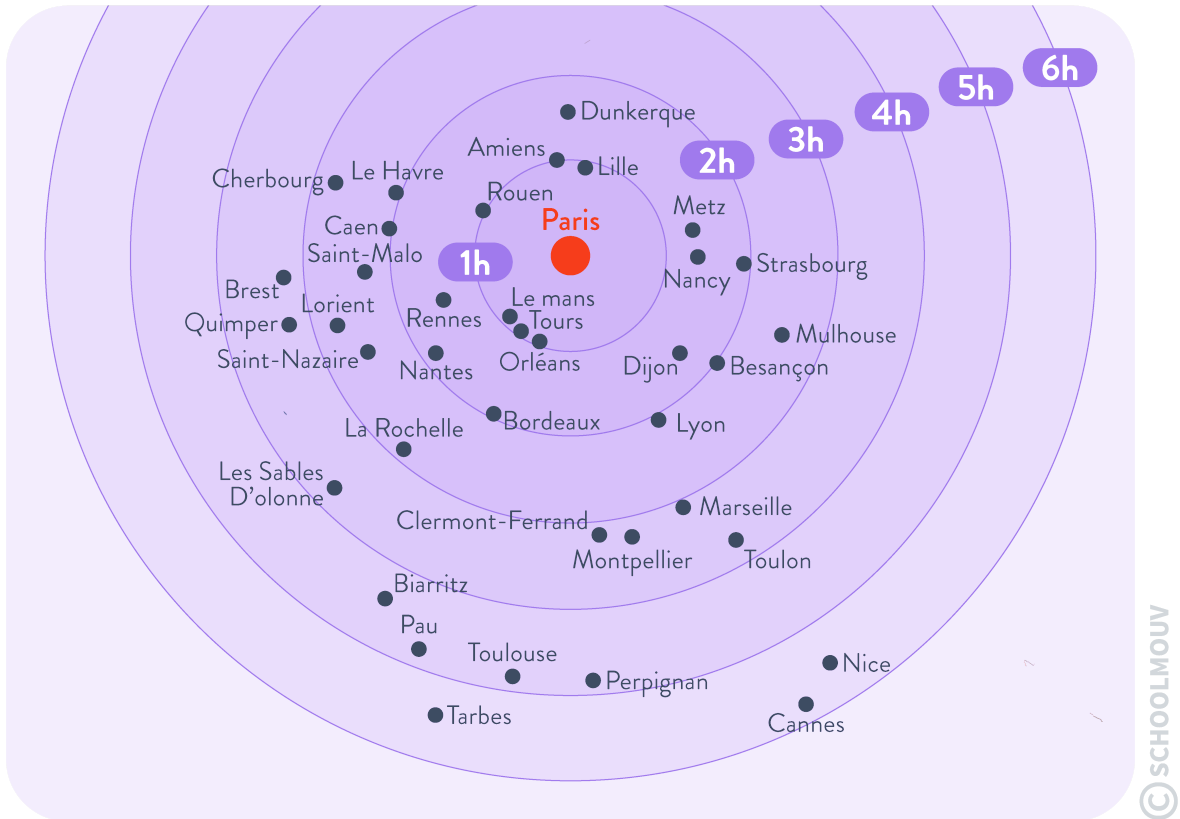 6h
5h
4h
3h
2h
Dunkerque
Amiens
Lille
Cherbourg
Le Havre
Rouen
Metz
Paris
Caen
Saint-Molo
1h
Nancy
Strasbourg
Brest
Lorient
Le mans
Quimper
Rennes
Tours
Mulhouse
Saint-Nazaire
Nantes
Orléans
Dijon
Besançon
La Rochelle
Bordeaux
Lyon
Les Sables
D'olonne
Clermont-Ferrand
Marseille
Montpellier
Toulon
Biarritz
Pau
Toulouse
Perpignan
Nice
Tarbes
Cannes
© SCHOOLMOUV